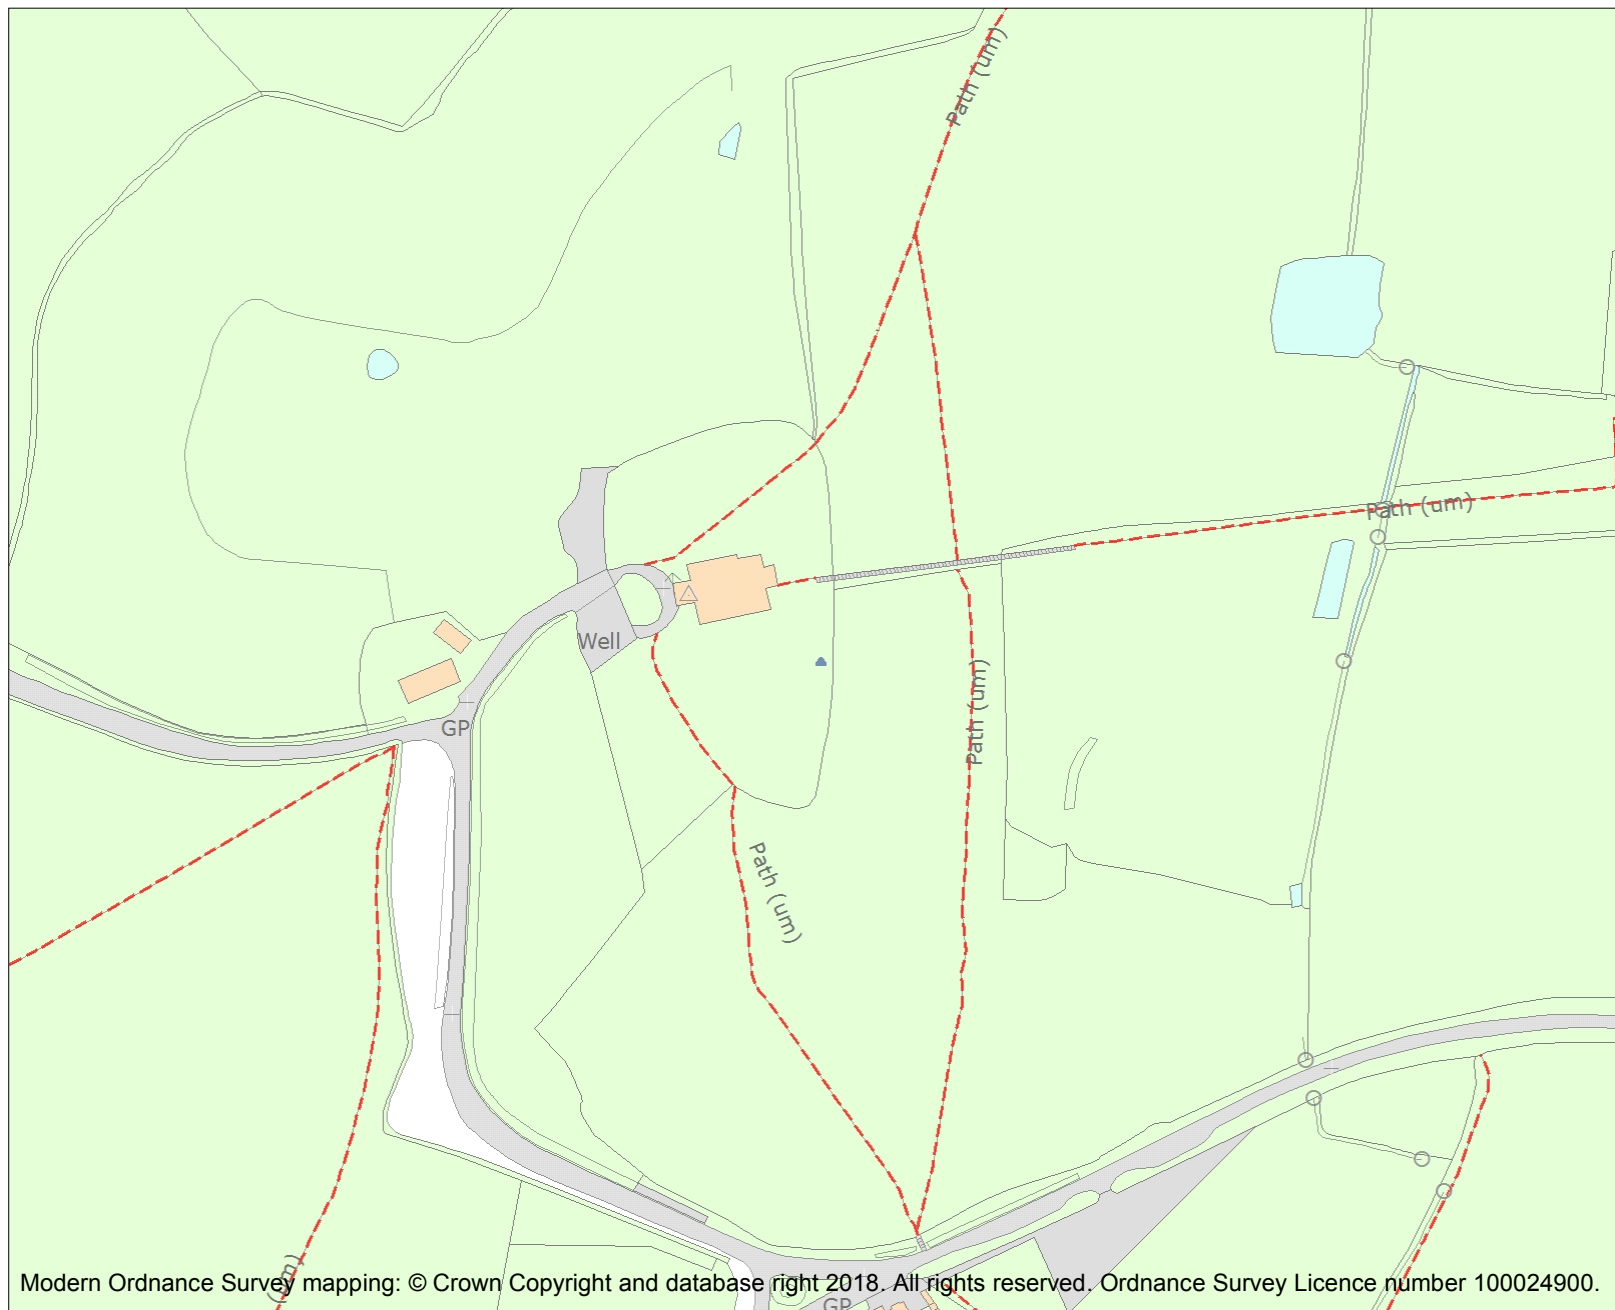 Path (um)
Path (um)
Well
Path (um)
GP
Path (um)
(um)
Modern Ordnance Survey mapping: © Crown Copyright and database right 2018. All rights reserved. Ordnance Survey Licence number 100024900.
GP